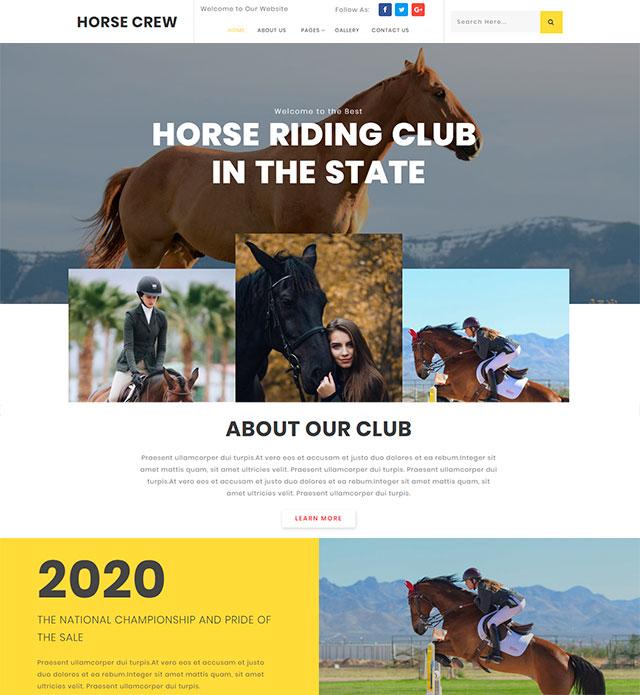 HORSE CREW
Welcome to Our Website
Follow As:
HOME ABOUT US PAGES GALLERY CONTACT US
Search Here...
Welcome to the Best
HORSE RIDING CLUB
IN THE STATE
ABOUT OUR CLUB
Praesent ullamcorper dui turpis.At vero eos et accusam et justo duo dolores et ea rebum.Integer sit
amet mattis quam, sit amet ultricies velit. Praesent ullamcorper dui turpis. Praesent ullamcorper dui
turpis.At vero eos et accusam et justo duo dolores et ea rebum.Integer sit amet mattis quam, sit
amet ultricies velit. Praesent ullamcorper dui turpis.
LEARN MORE
2020
THE NATIONAL CHAMPIONSHIP AND PRIDE OF
THE SALE
Praesent ullamcorper dui turpis.At vero eos et accusam et justo
duo dolores et ea rebum.Integer sit amet mattis quam, sit amet
ultricies velit. Praesent ullamcorper dui turpis. Praesent